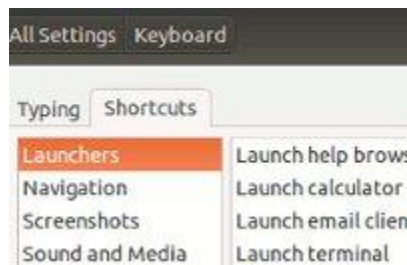 All Settings Keyboard
Typing Shortcuts
Launchers
Navigation
Screenshots
Sound and Media
Launch help brows
Launch calculator
Launch email clien
Launch terminal